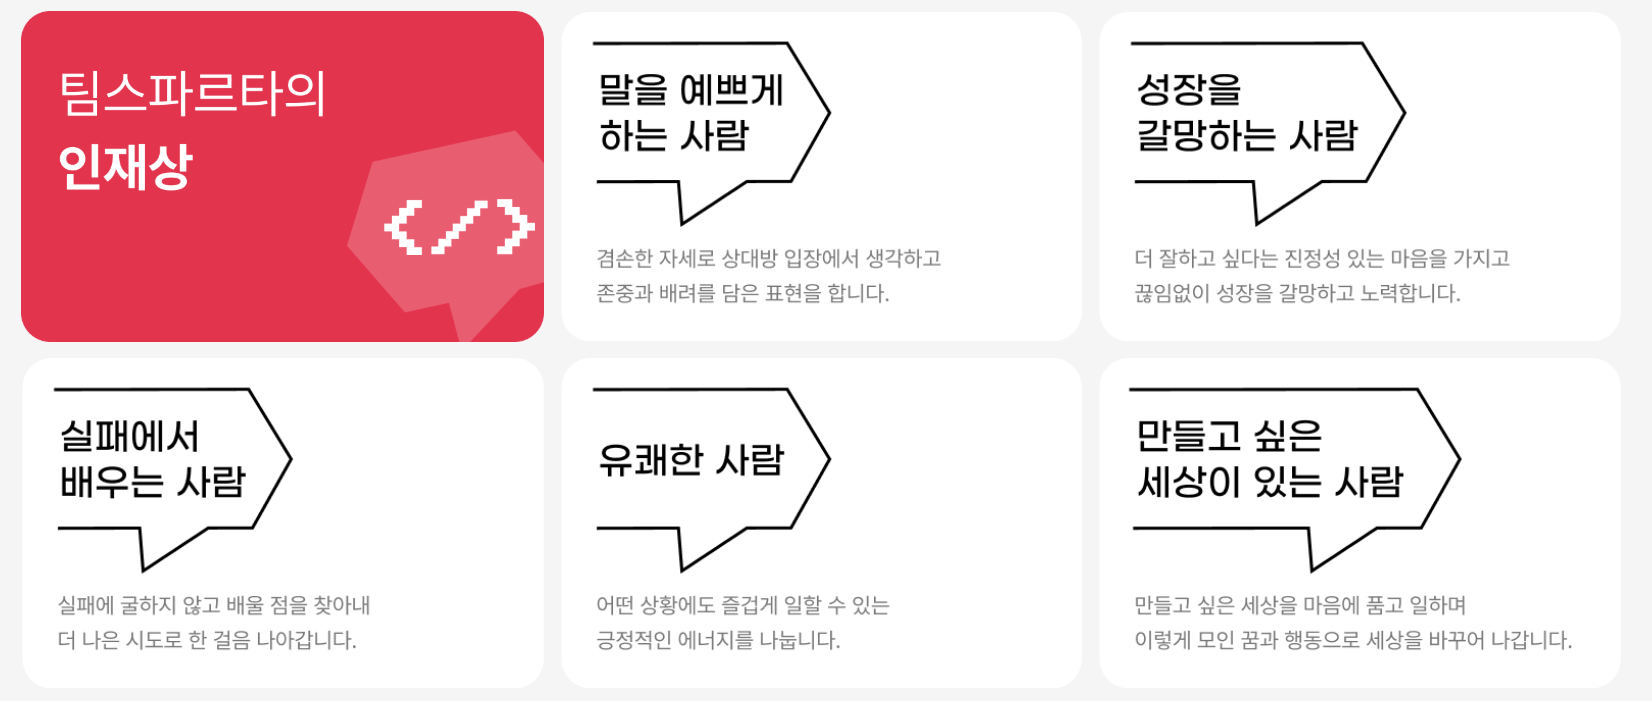 팀스파르타의
인재상
</>
말을 예쁘게
하는 사람
겸손한 자세로 상대방 입장에서 생각하고
존중과 배려를 담은 표현을 합니다.
성장을
갈망하는 사람
더 잘하고 싶다는 진정성 있는 마음을 가지고
끊임없이 성장을 갈망하고 노력합니다.
실패에서
배우는 사람
실패에 굴하지 않고 배울 점을 찾아내
더 나은 시도로 한 걸음 나아갑니다.
유쾌한 사람
어떤 상황에도 즐겁게 일할 수 있는
긍정적인 에너지를 나눕니다.
만들고 싶은
세상이 있는 사람
만들고 싶은 세상을 마음에 품고 일하며
이렇게 모인 꿈과 행동으로 세상을 바꾸어 나갑니다.